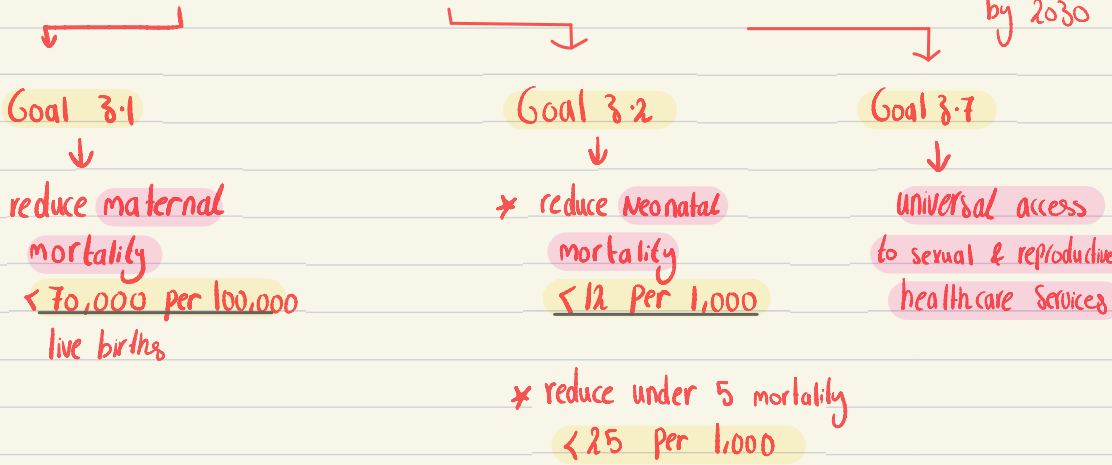 by 2030
Goal 3.1
reduce maternal
mortality
<70,000 per 100,000
live births
Goal 3.2
* reduce Neonatal
mortality
<12 per 1,000
* reduce under 5 mortality
<25 per 1,000
Goal 3.7
universal access
to sexual & reproductive
healthcare services